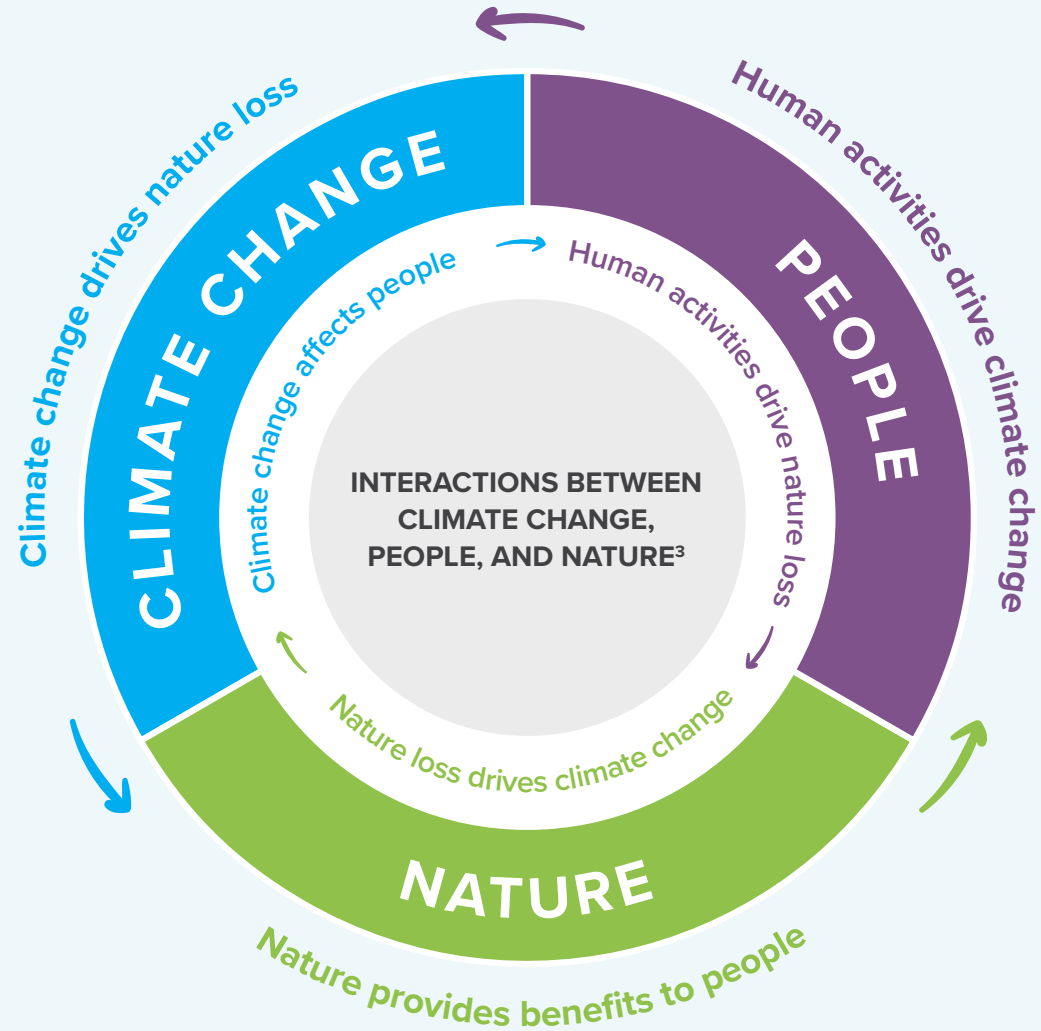 Climate change drives nature loss
Human activities drive climate change
CLIMATE CHANGE
PEOPLE
Climate change affects people
Human activities drive nature loss
INTERACTIONS BETWEEN
CLIMATE CHANGE,
PEOPLE, AND NATURE³
Nature loss drives climate change
NATURE
Nature provides benefits to people